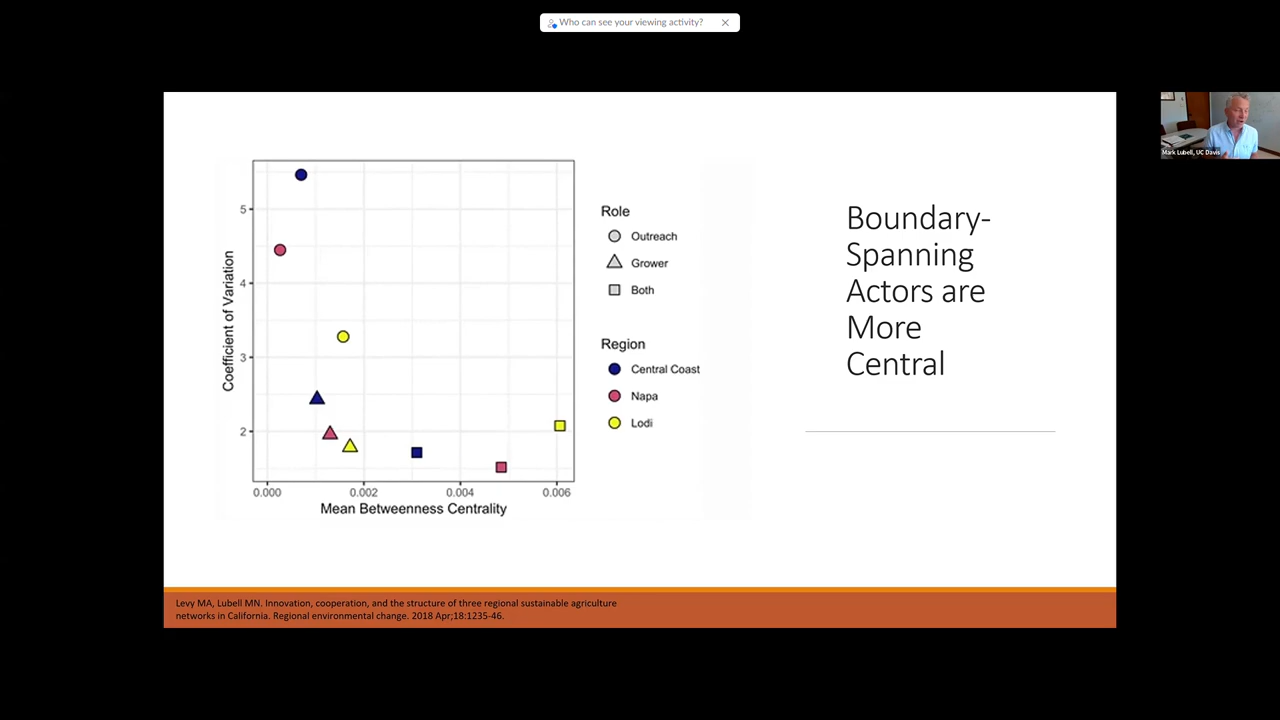 Who can see your viewing activity?
Mark Lubell, UC Davis
Boundary-
Spanning
Actors are
More
Central
Coefficient of Variation
5
4
3
2
0.000
0.002
0.004
0.006
Mean Betweenness Centrality
Role
Outreach
Grower
Both
Region
Central Coast
Napa
Lodi
Levy MA, Lubell MN. Innovation, cooperation, and the structure of three regional sustainable agriculture
networks in California. Regional environmental change. 2018 Apr;18:1235-46.